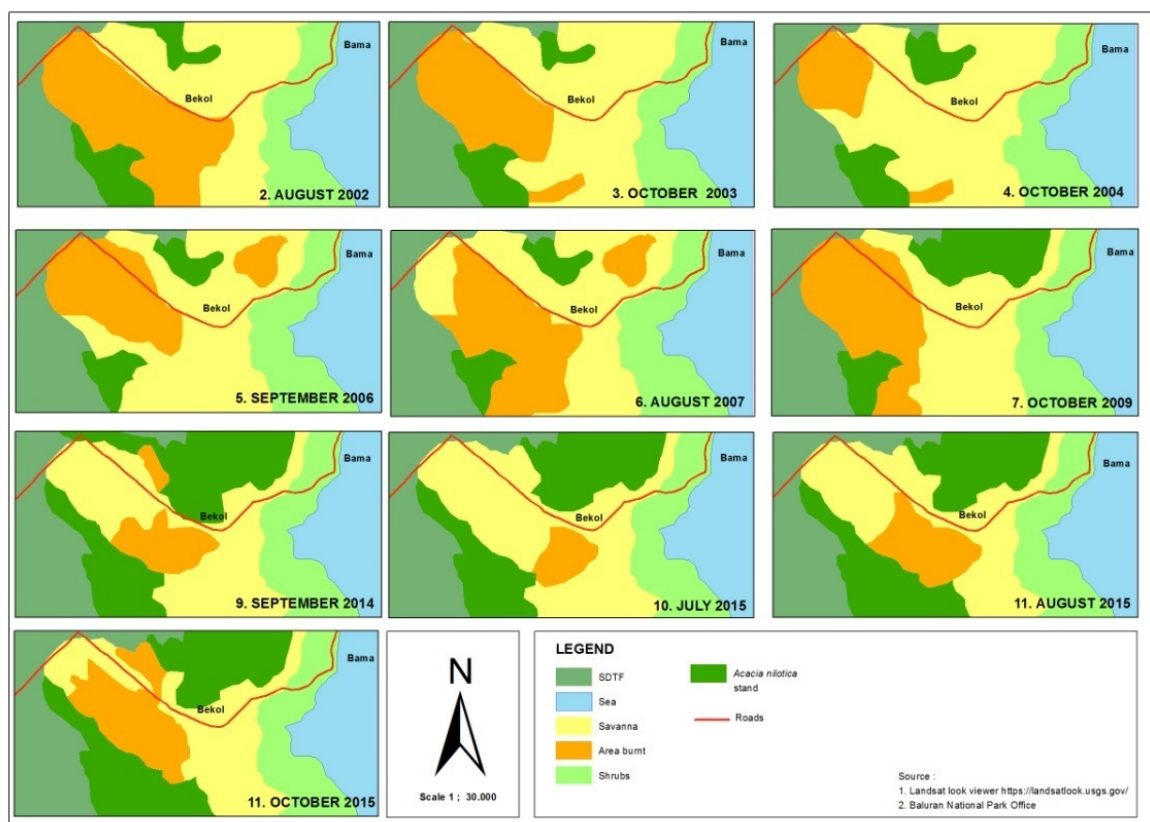 Bama
Bekol
2. AUGUST 2002
Bekol
3. OCTOBER 2003
Bama
Bekol
4. OCTOBER 2004
Bama
Bekol
5. SEPTEMBER 2006
Bama
Bekol
6. AUGUST 2007
Bama
Bekol
7. OCTOBER 2009
Bama
Bekol
9. SEPTEMBER 2014
Bama
Bekol
10. JULY 2015
Bama
Bekol
11. AUGUST 2015
Bama
Bekol
11. OCTOBER 2015
N
Scale 1 ; 30.000
LEGEND
SDTF
Sea
Savanna
Area burnt
Shrubs
Acacia nilotica
stand
Roads
Source :
1. Landsat look viewer https://landsatlook.usgs.gov/
2. Baluran National Park Office